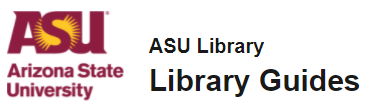 ASU
Arizona State
University
ASU Library
Library Guides